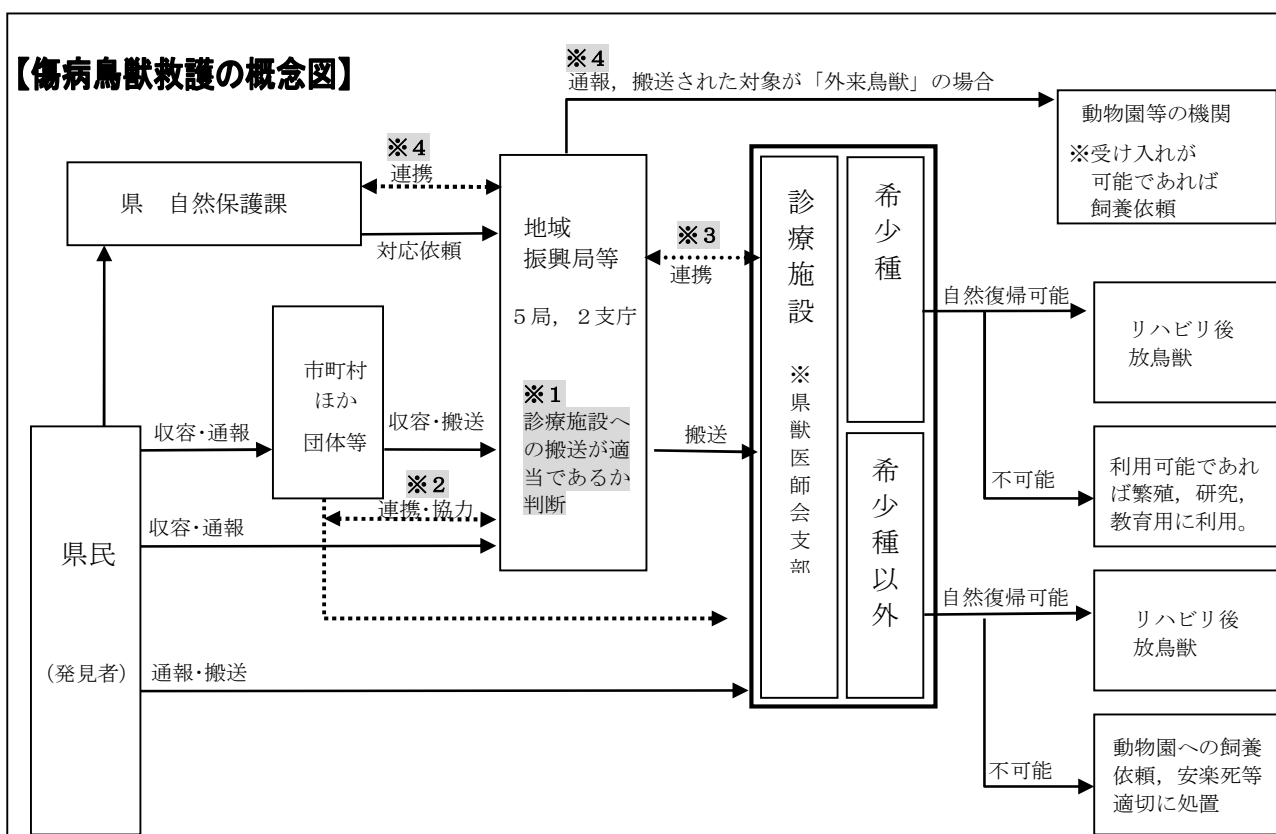 【傷病鳥獣救護の概念図】
※4
通報，搬送された対象が「外来鳥獣」の場合
動物園等の機関
※受け入れが
可能であれば
飼養依頼
県　自然保護課
※4
連携
対応依頼
地域
振興局等
5局，2支庁
※1
診療施設へ
の搬送が適
当であるか
判断
※3
連携
搬送
診療施設　※県獣医師会支部
希少種
希少種以外
市町村
ほか
団体等
収容・通報
収容・搬送
※2
連携・協力
収容・通報
県民
(発見者)
通報・搬送
自然復帰可能
リハビリ後
放鳥獣
不可能
利用可能であれ
ば繁殖，研究，
教育用に利用。
自然復帰可能
リハビリ後
放鳥獣
不可能
動物園への飼養
依頼，安楽死等
適切に処置